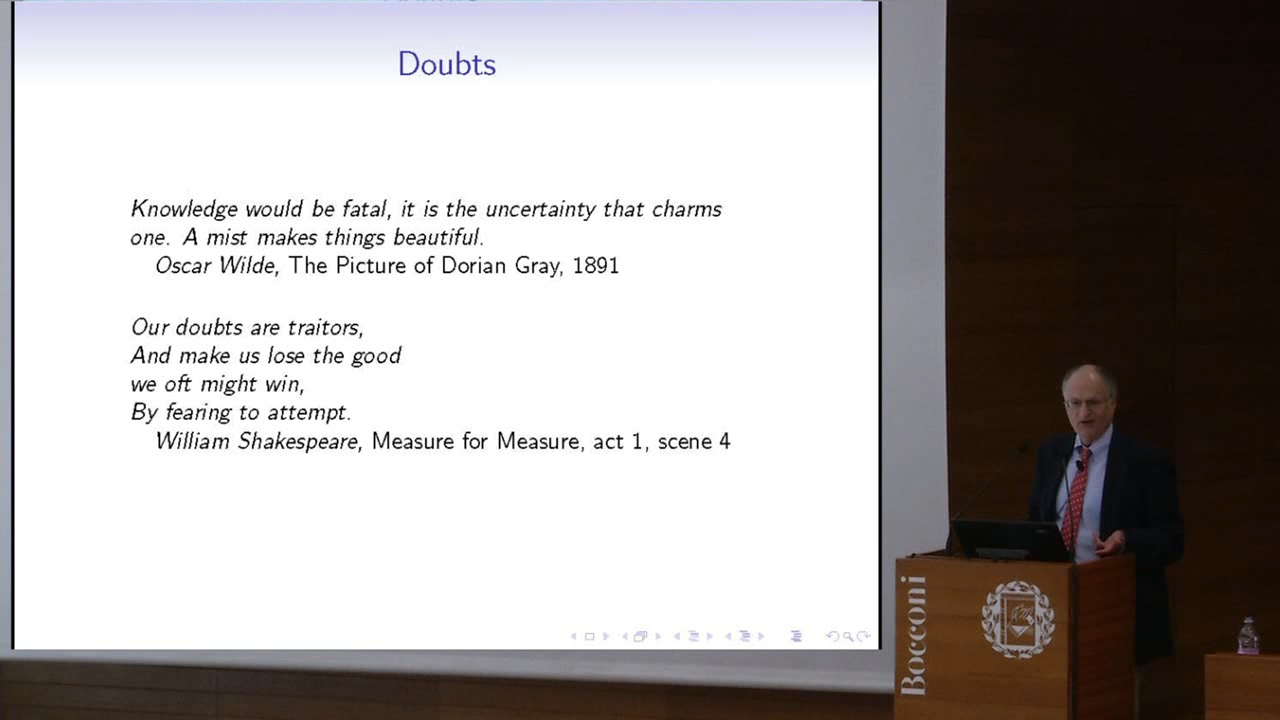 Doubts
Knowledge would be fatal, it is the uncertainty that charms
one. A mist makes things beautiful.
Oscar Wilde, The Picture of Dorian Gray, 1891
Our doubts are traitors,
And make us lose the good
we oft might win,
By fearing to attempt.
William Shakespeare, Measure for Measure, act 1, scene 4
Bocconi